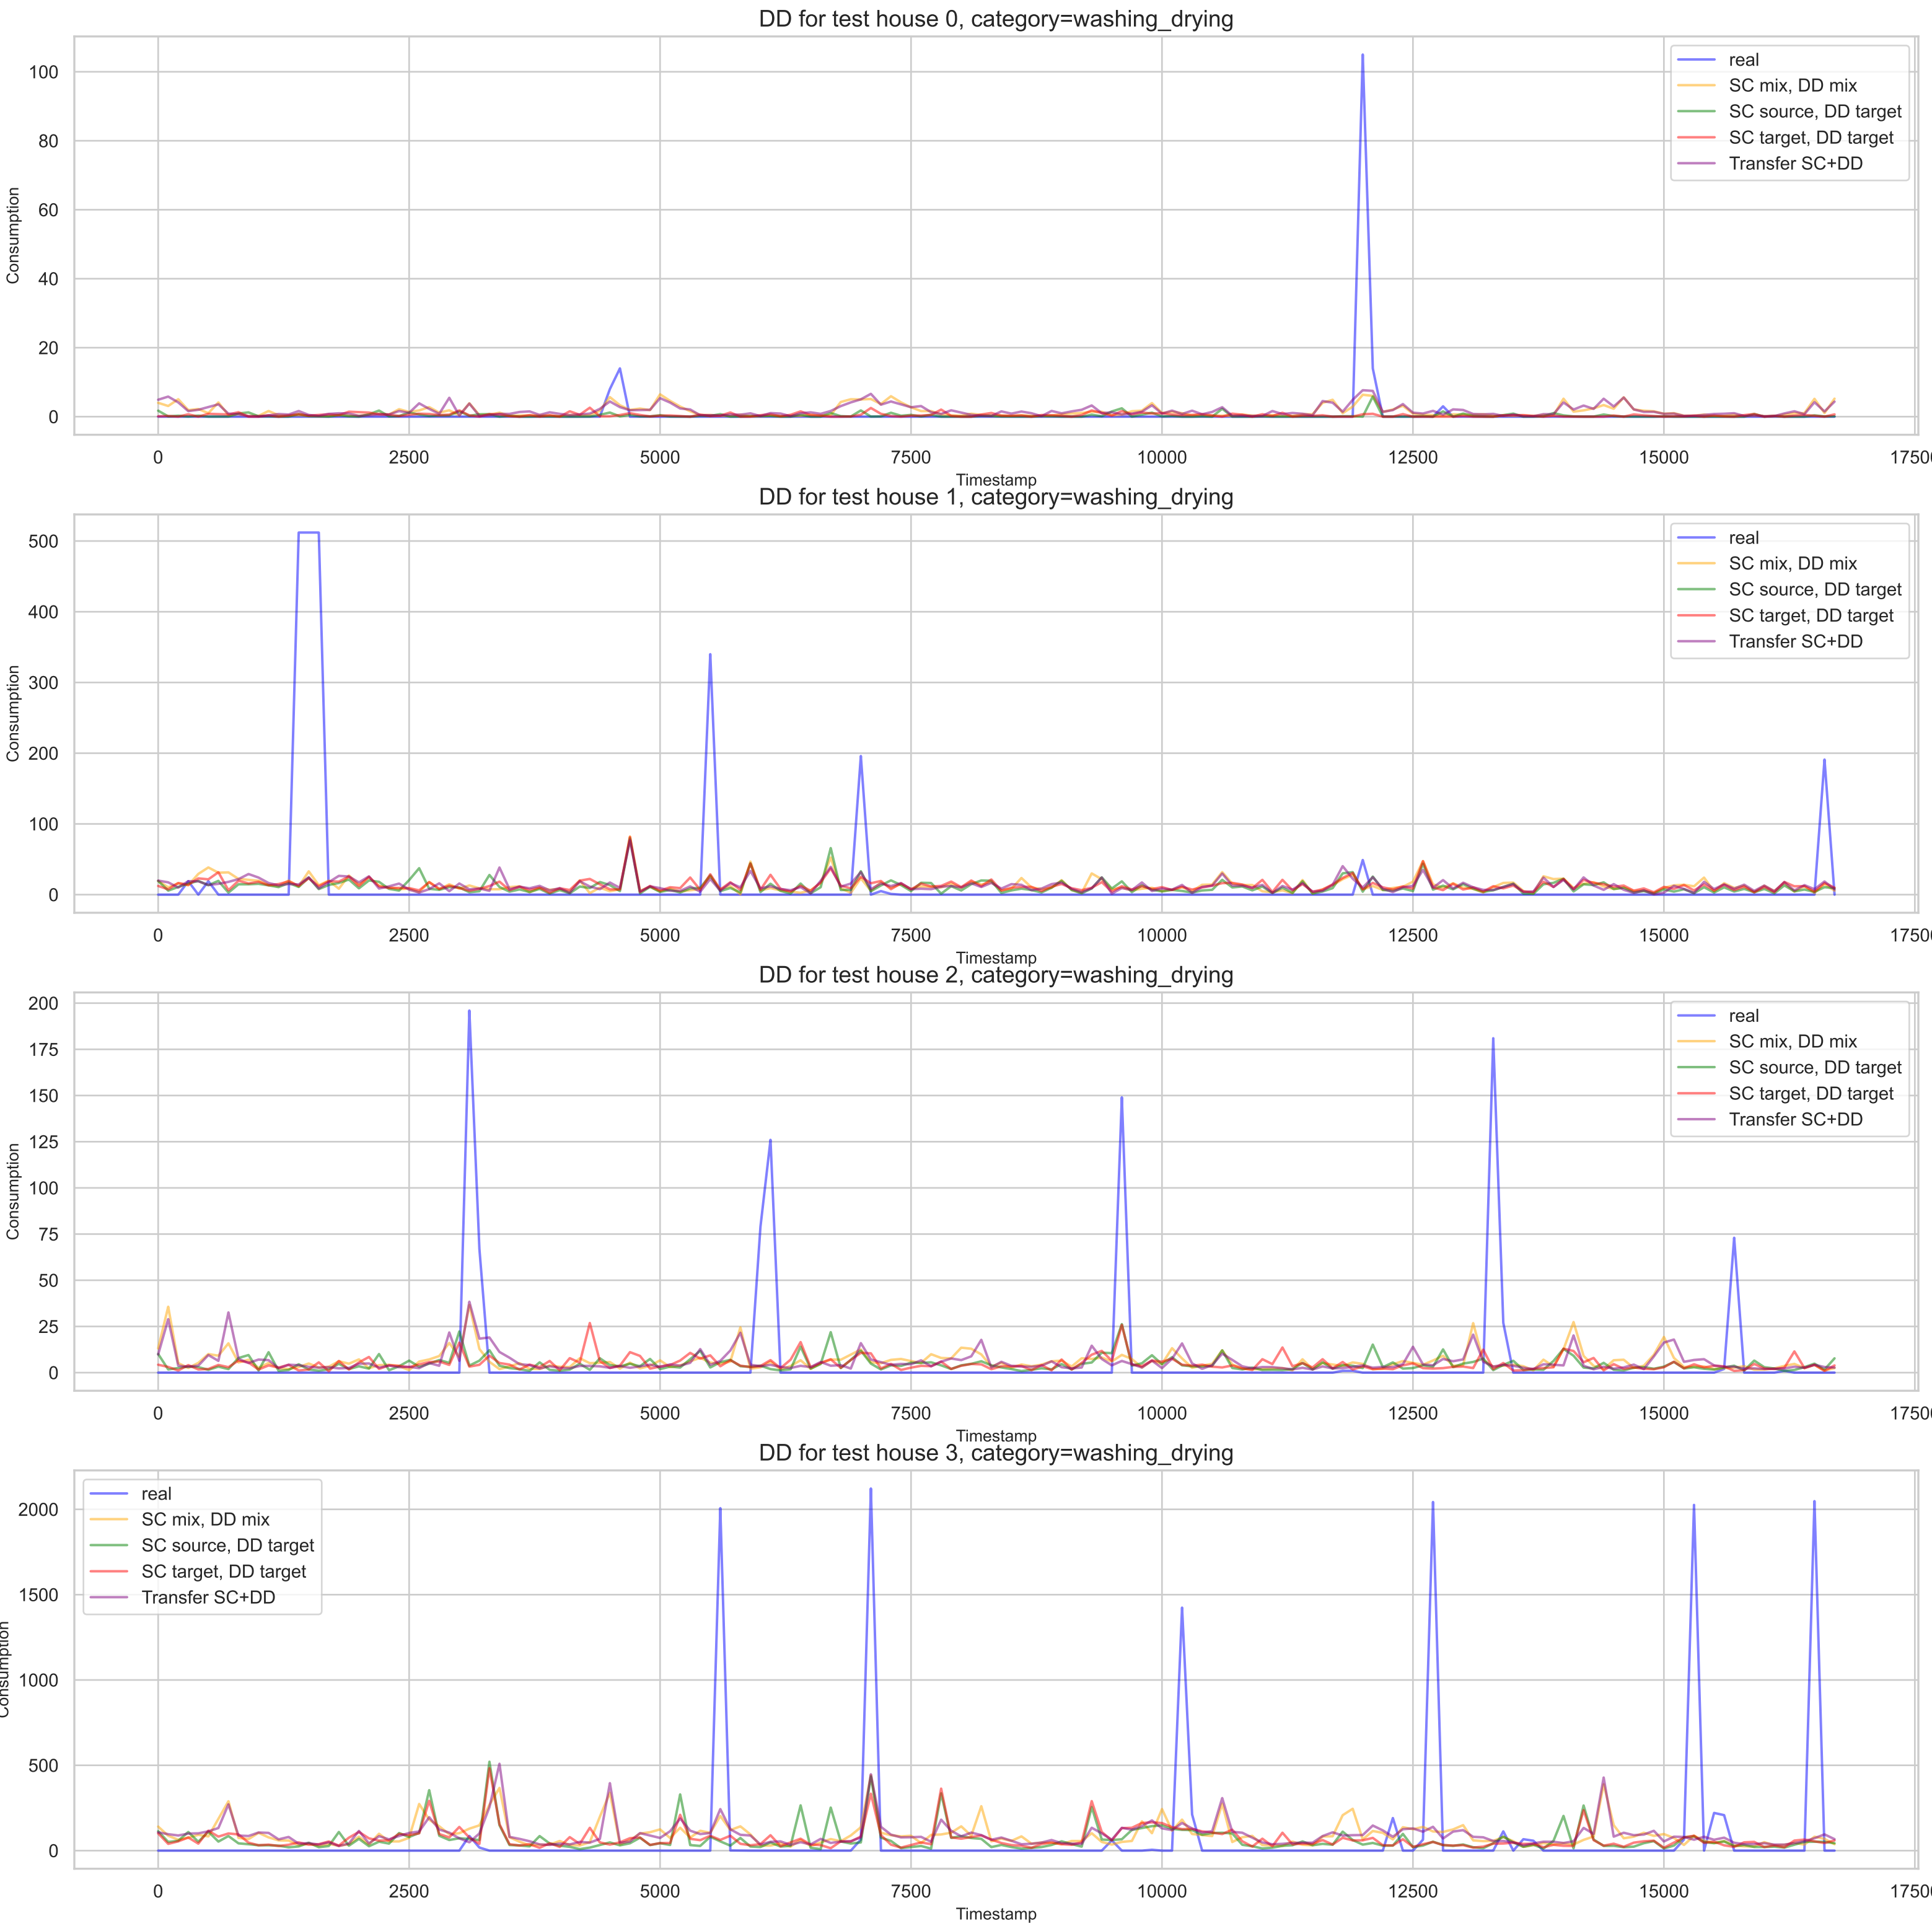 DD for test house 0, category=washing_drying
Consumption
100
80
60
40
20
0
real
SC mix, DD mix
SC source, DD target
SC target, DD target
Transfer SC+DD
0 2500 5000 7500 10000 12500 15000 1750
Timestamp
DD for test house 1, category=washing_drying
Consumption
500
400
300
200
100
0
real
SC mix, DD mix
SC source, DD target
SC target, DD target
Transfer SC+DD
0 2500 5000 7500 10000 12500 15000 1750
Timestamp
DD for test house 2, category=washing_drying
Consumption
200
175
150
125
100
75
50
25
0
real
SC mix, DD mix
SC source, DD target
SC target, DD target
Transfer SC+DD
0 2500 5000 7500 10000 12500 15000 1750
Timestamp
DD for test house 3, category=washing_drying
Consumption
2000
1500
1000
500
0
real
SC mix, DD mix
SC source, DD target
SC target, DD target
Transfer SC+DD
0 2500 5000 7500 10000 12500 15000 1750
Timestamp